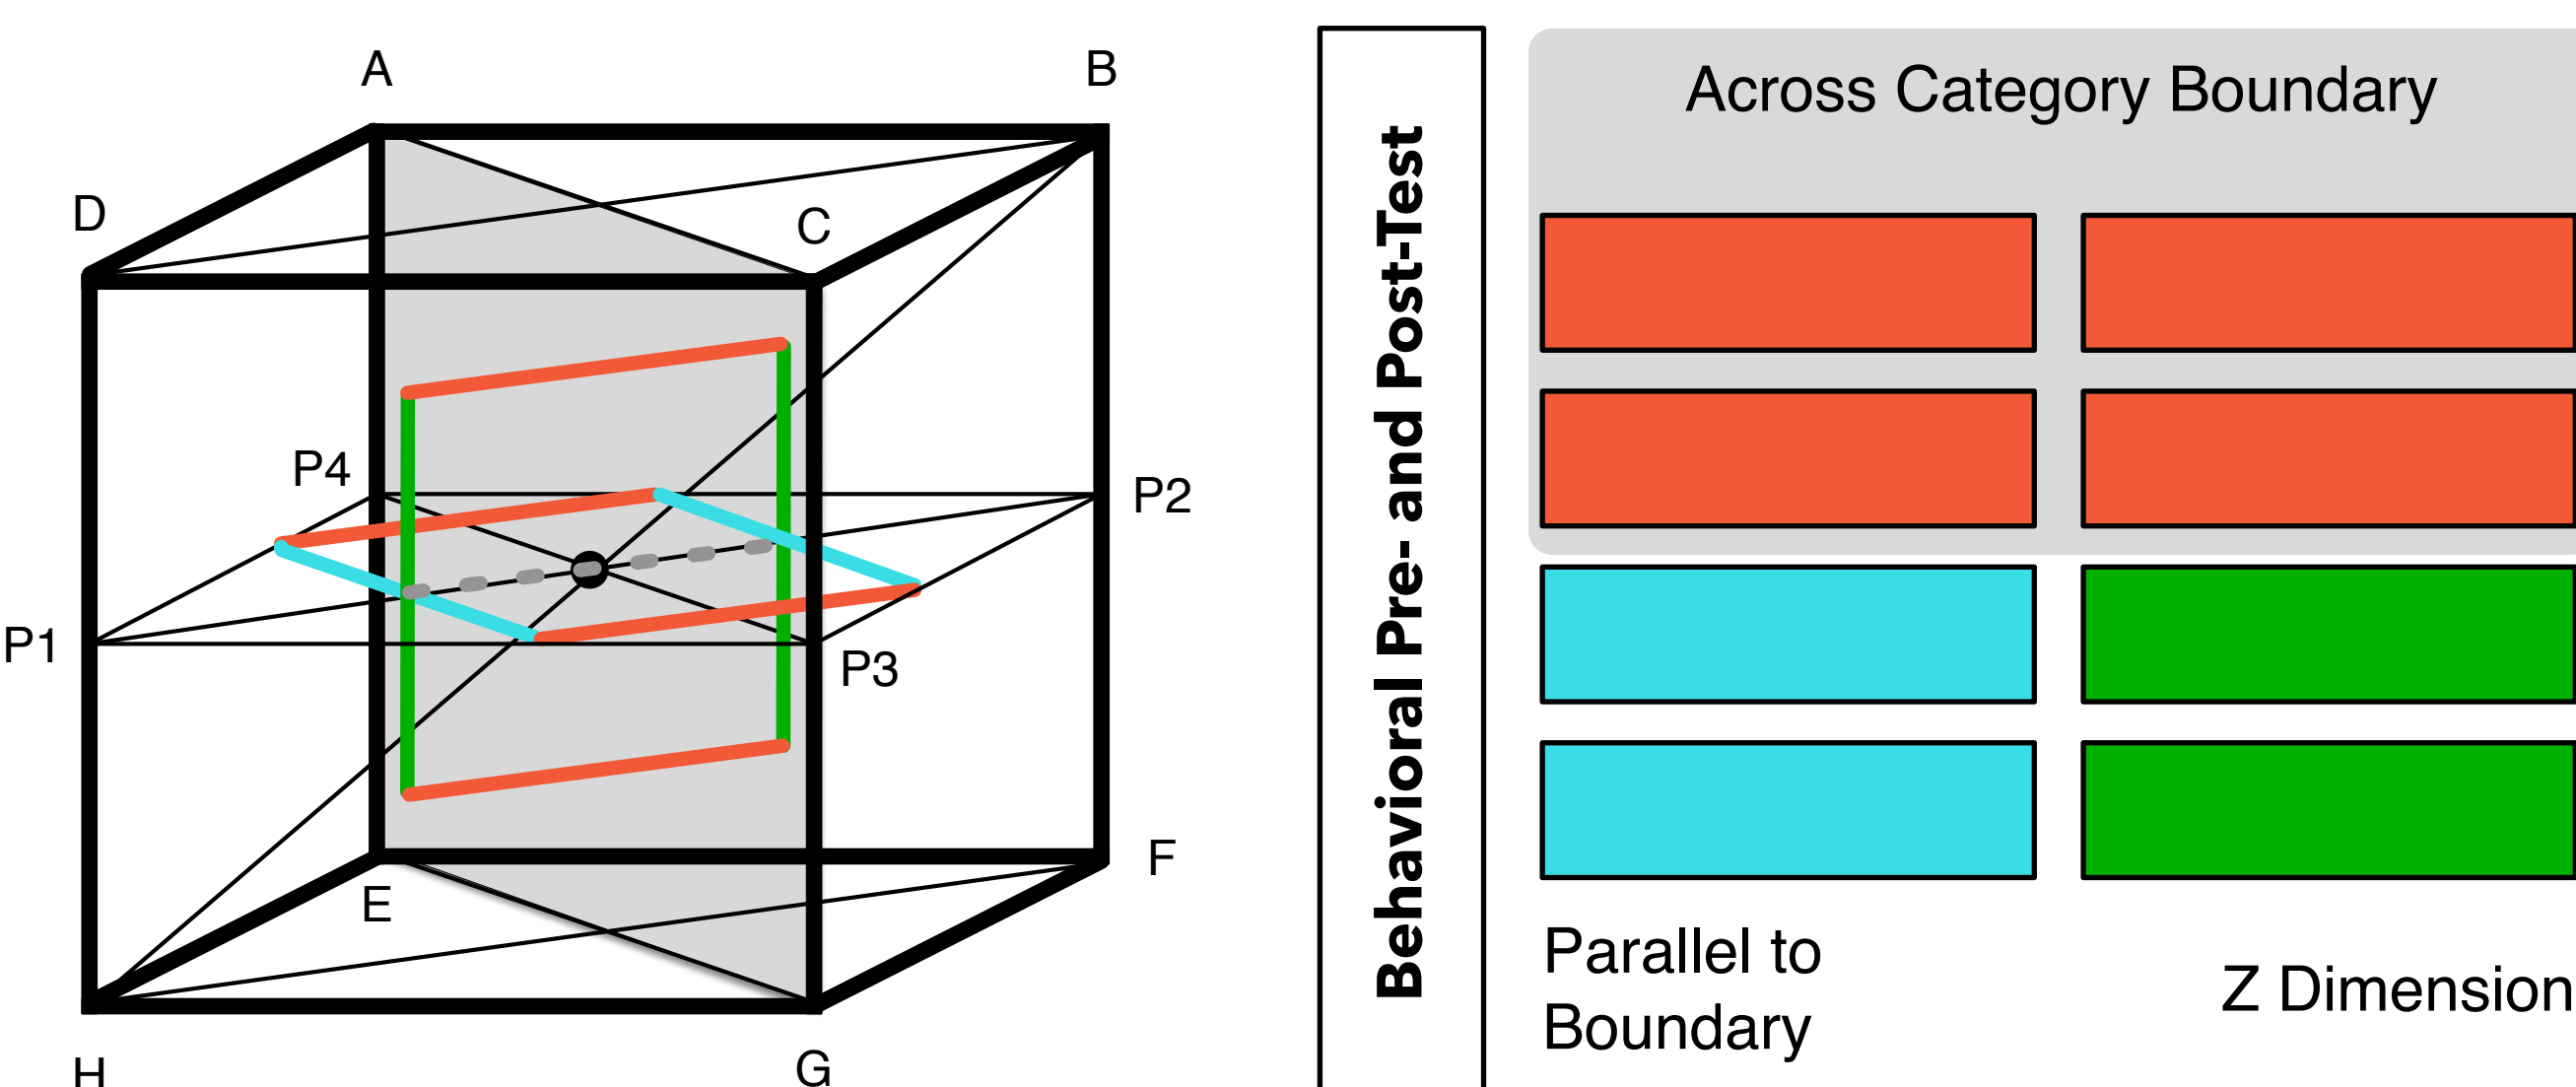 A
B
D
C
P4
P2
P1
P3
E
F
H
G
Behavioral Pre- and Post-Test
Across Category Boundary
Parallel to
Boundary
Z Dimension